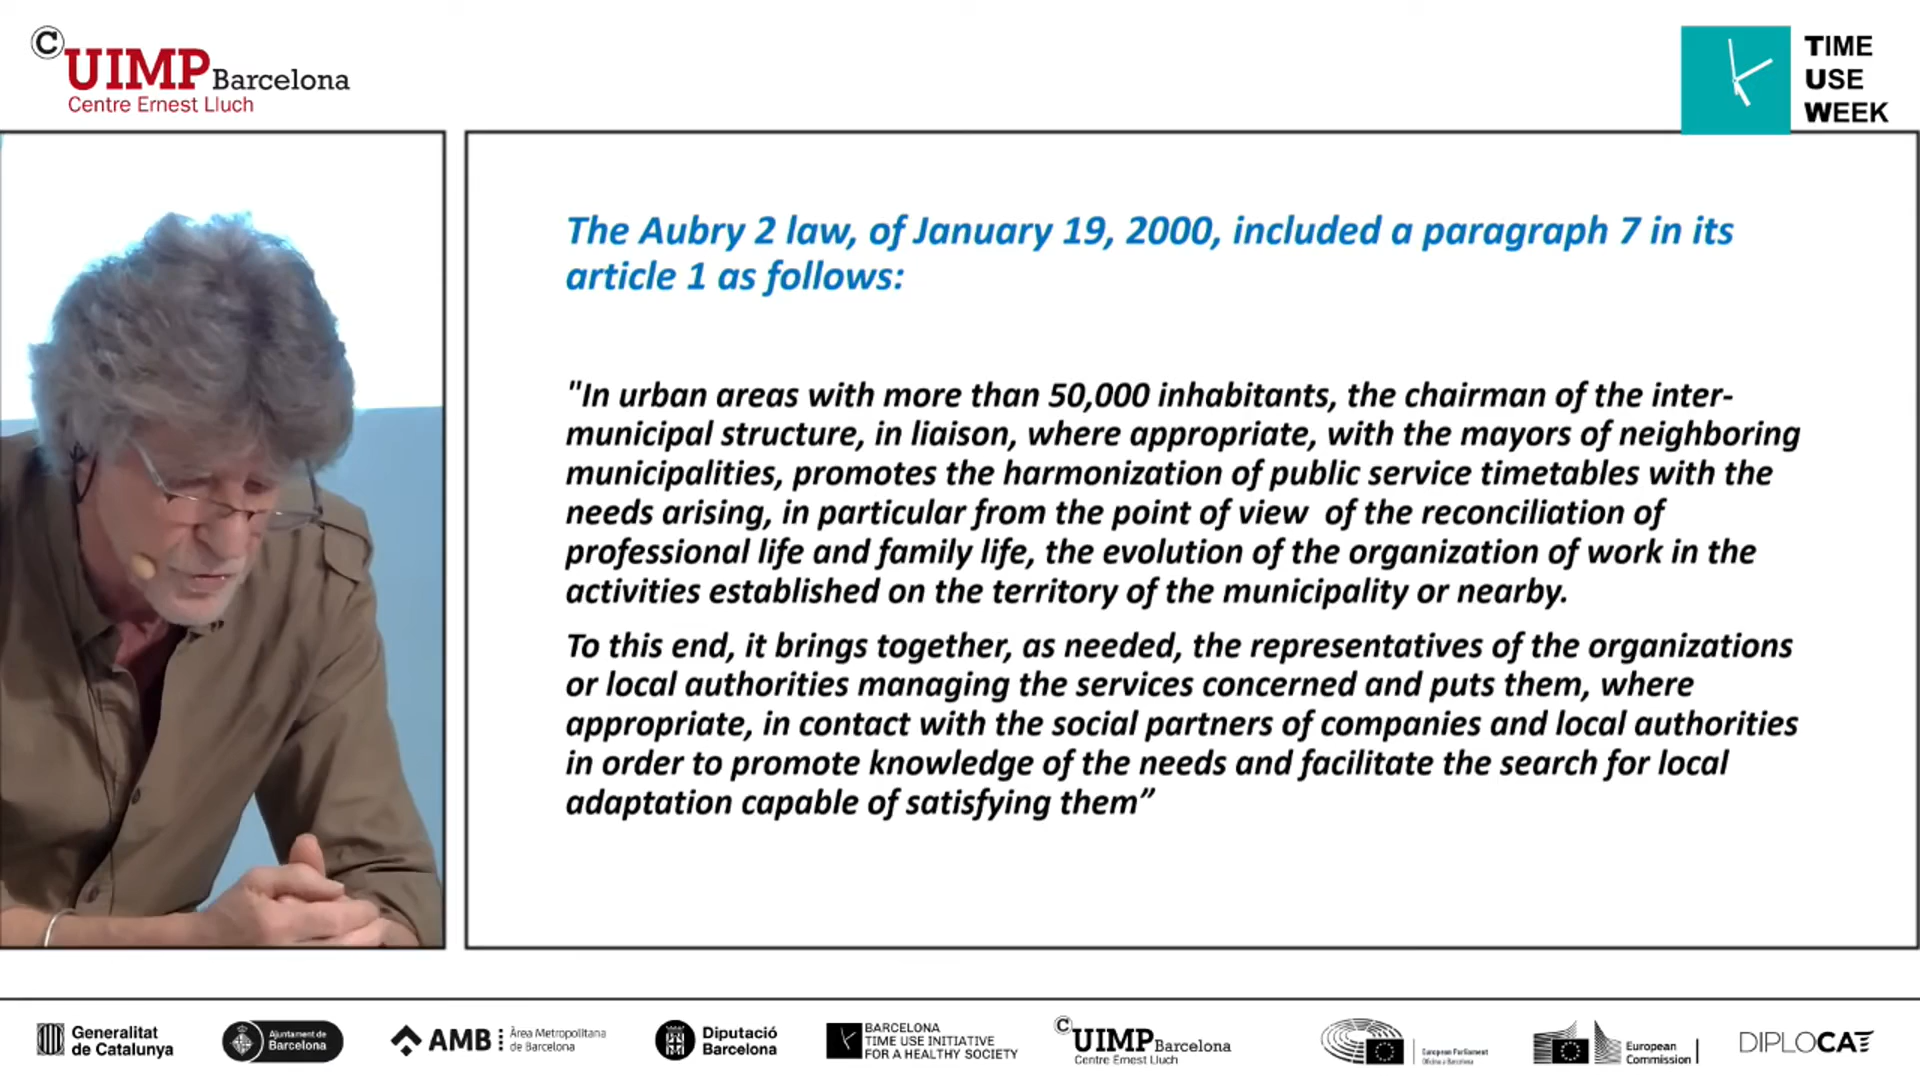 C
UIMP Barcelona
Centre Ernest Lluch
TIME
USE
WEEK
The Aubry 2 law, of January 19, 2000, included a paragraph 7 in its
article 1 as follows:
"In urban areas with more than 50,000 inhabitants, the chairman of the inter-
municipal structure, in liaison, where appropriate, with the mayors of neighboring
municipalities, promotes the harmonization of public service timetables with the
needs arising, in particular from the point of view  of the reconciliation of
professional life and family life, the evolution of the organization of work in the
activities established on the territory of the municipality or nearby.
To this end, it brings together, as needed, the representatives of the organizations
or local authorities managing the services concerned and puts them, where
appropriate, in contact with the social partners of companies and local authorities
in order to promote knowledge of the needs and facilitate the search for local
adaptation capable of satisfying them”
Generalitat
de Catalunya
Ajuntament de
Barcelona
AMB
Àrea Metropolitana
de Barcelona
Diputació
Barcelona
BARCELONA
TIME USE INITIATIVE
FOR A HEALTHY SOCIETY
C
UIMP Barcelona
Centre Ernest Lluch
European Parliament
Oficina a Barcelona
European
Commission
DIPLOCAT